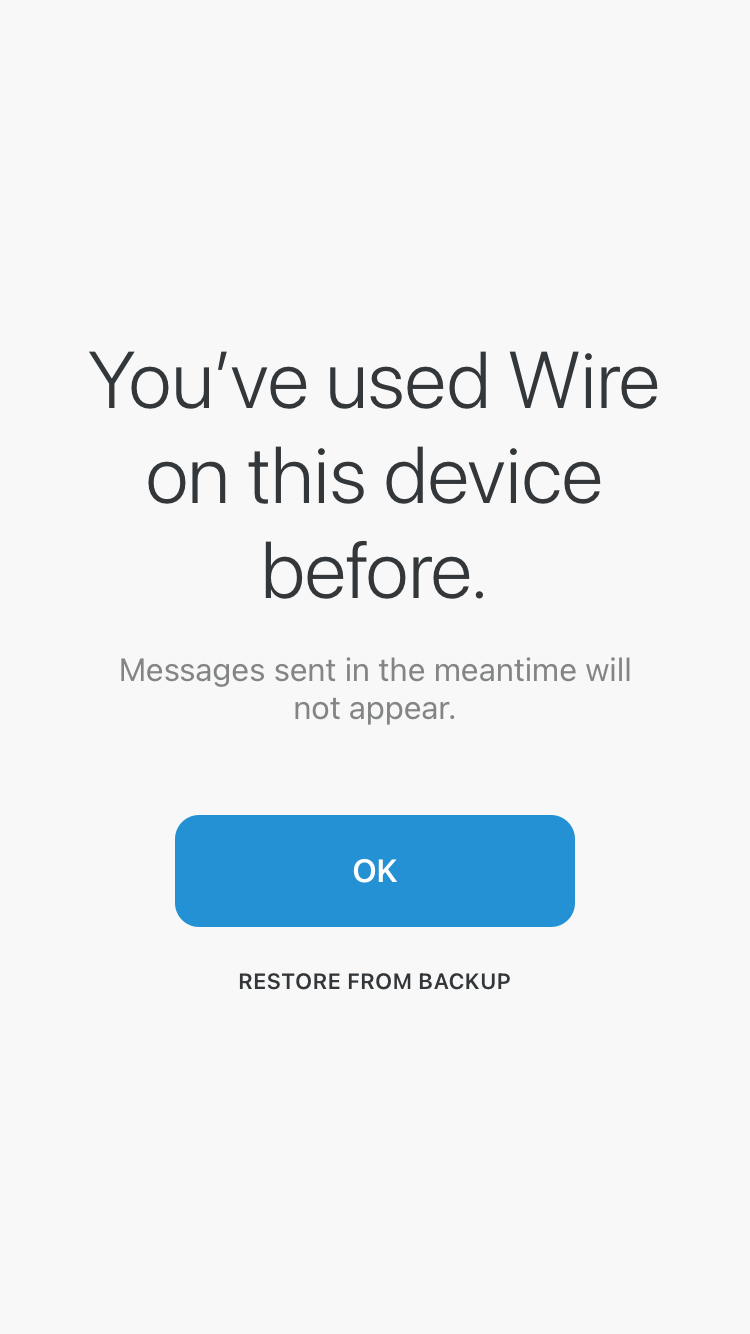 You’ve used Wire
on this device
before.
Messages sent in the meantime will
not appear.
OK
RESTORE FROM BACKUP